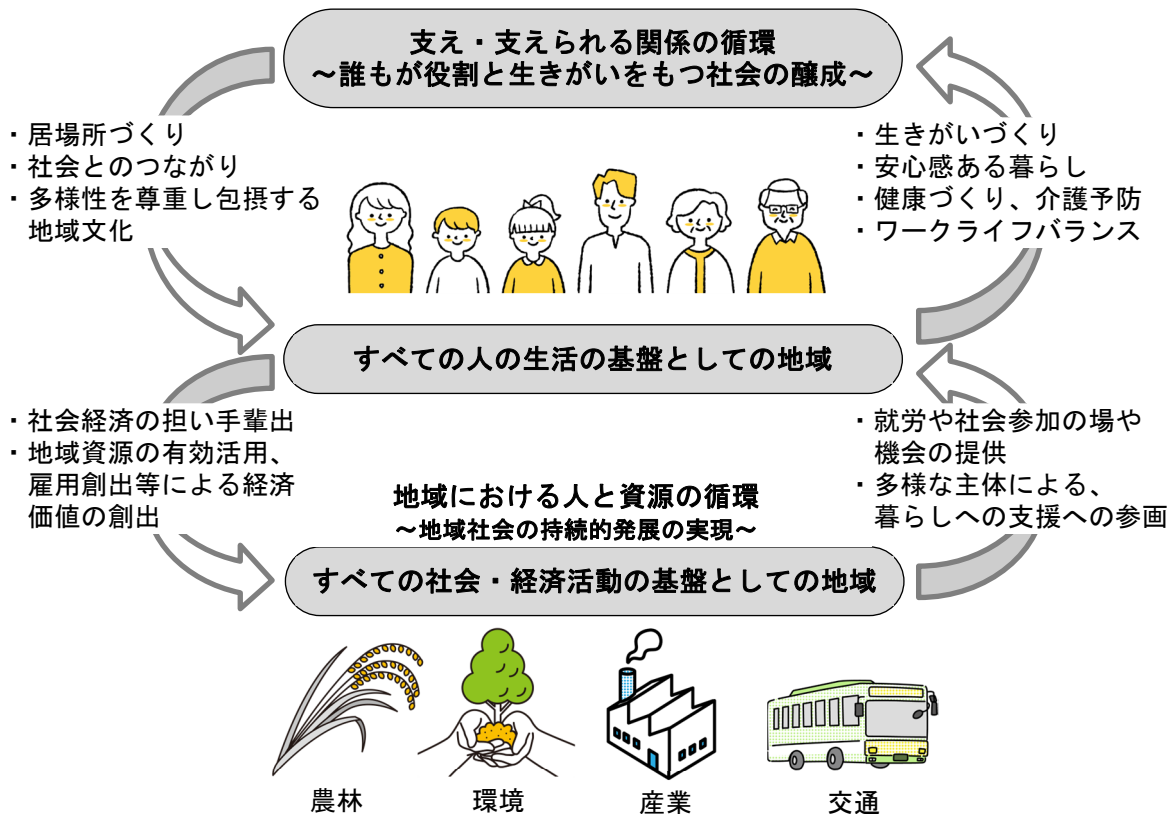 支え・支えられる関係の循環
～誰もが役割と生きがいをもつ社会の醸成～
・居場所づくり
・社会とのつながり
・多様性を尊重し包摂する
地域文化
・生きがいづくり
・安心感ある暮らし
・健康づくり、介護予防
・ワークライフバランス
すべての人の生活の基盤としての地域
・社会経済の担い手輩出
・地域資源の有効活用、
雇用創出等による経済
価値の創出
・就労や社会参加の場や
機会の提供
・多様な主体による、
暮らしへの支援への参画
地域における人と資源の循環
～地域社会の持続的発展の実現～
すべての社会・経済活動の基盤としての地域
農林
環境
産業
交通